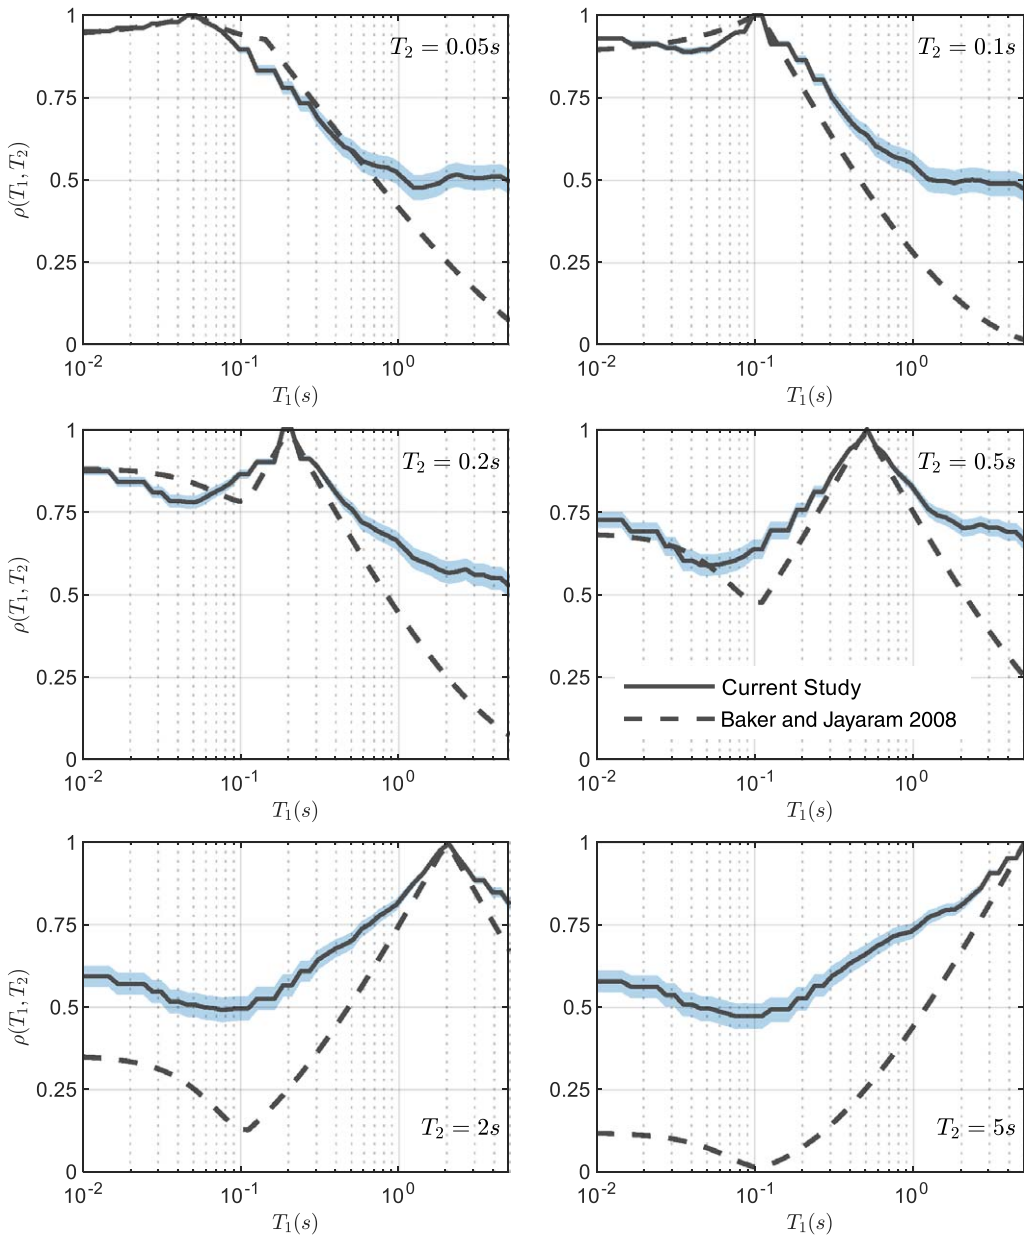 1
0.75
0.5
0.25
0
ρ(T₁, T₂)
T₂ = 0.05s
10⁻² 10⁻¹ 10⁰
T₁(s)
1
0.75
0.5
0.25
0
T₂ = 0.1s
10⁻² 10⁻¹ 10⁰
T₁(s)
1
0.75
0.5
0.25
0
ρ(T₁, T₂)
T₂ = 0.2s
10⁻² 10⁻¹ 10⁰
T₁(s)
1
0.75
0.5
0.25
0
T₂ = 0.5s
Current Study
Baker and Jayaram 2008
10⁻² 10⁻¹ 10⁰
T₁(s)
1
0.75
0.5
0.25
0
ρ(T₁, T₂)
T₂ = 2s
10⁻² 10⁻¹ 10⁰
T₁(s)
1
0.75
0.5
0.25
0
T₂ = 5s
10⁻² 10⁻¹ 10⁰
T₁(s)